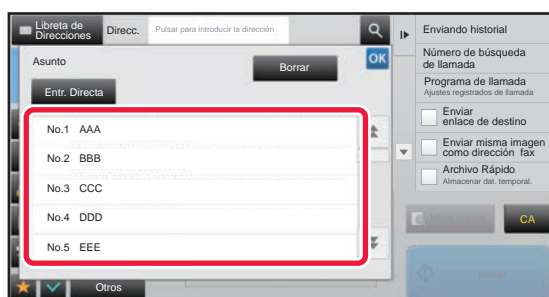 Libreta de
Direcciones
Direcc.
Pulsar para introducir la dirección
Asunto
Borrar
OK
Entr. Directa
No.1 AAA
No.2 BBB
No.3 CCC
No.4 DDD
No.5 EEE
Otros
Enviando historial
Número de búsqueda
de llamada
Programa de llamada
Ajustes registrados de llamada
Enviar
enlace de destino
Enviar misma imagen
como dirección fax
Archivo Rápido
Almacenar dat. temporal.
CA